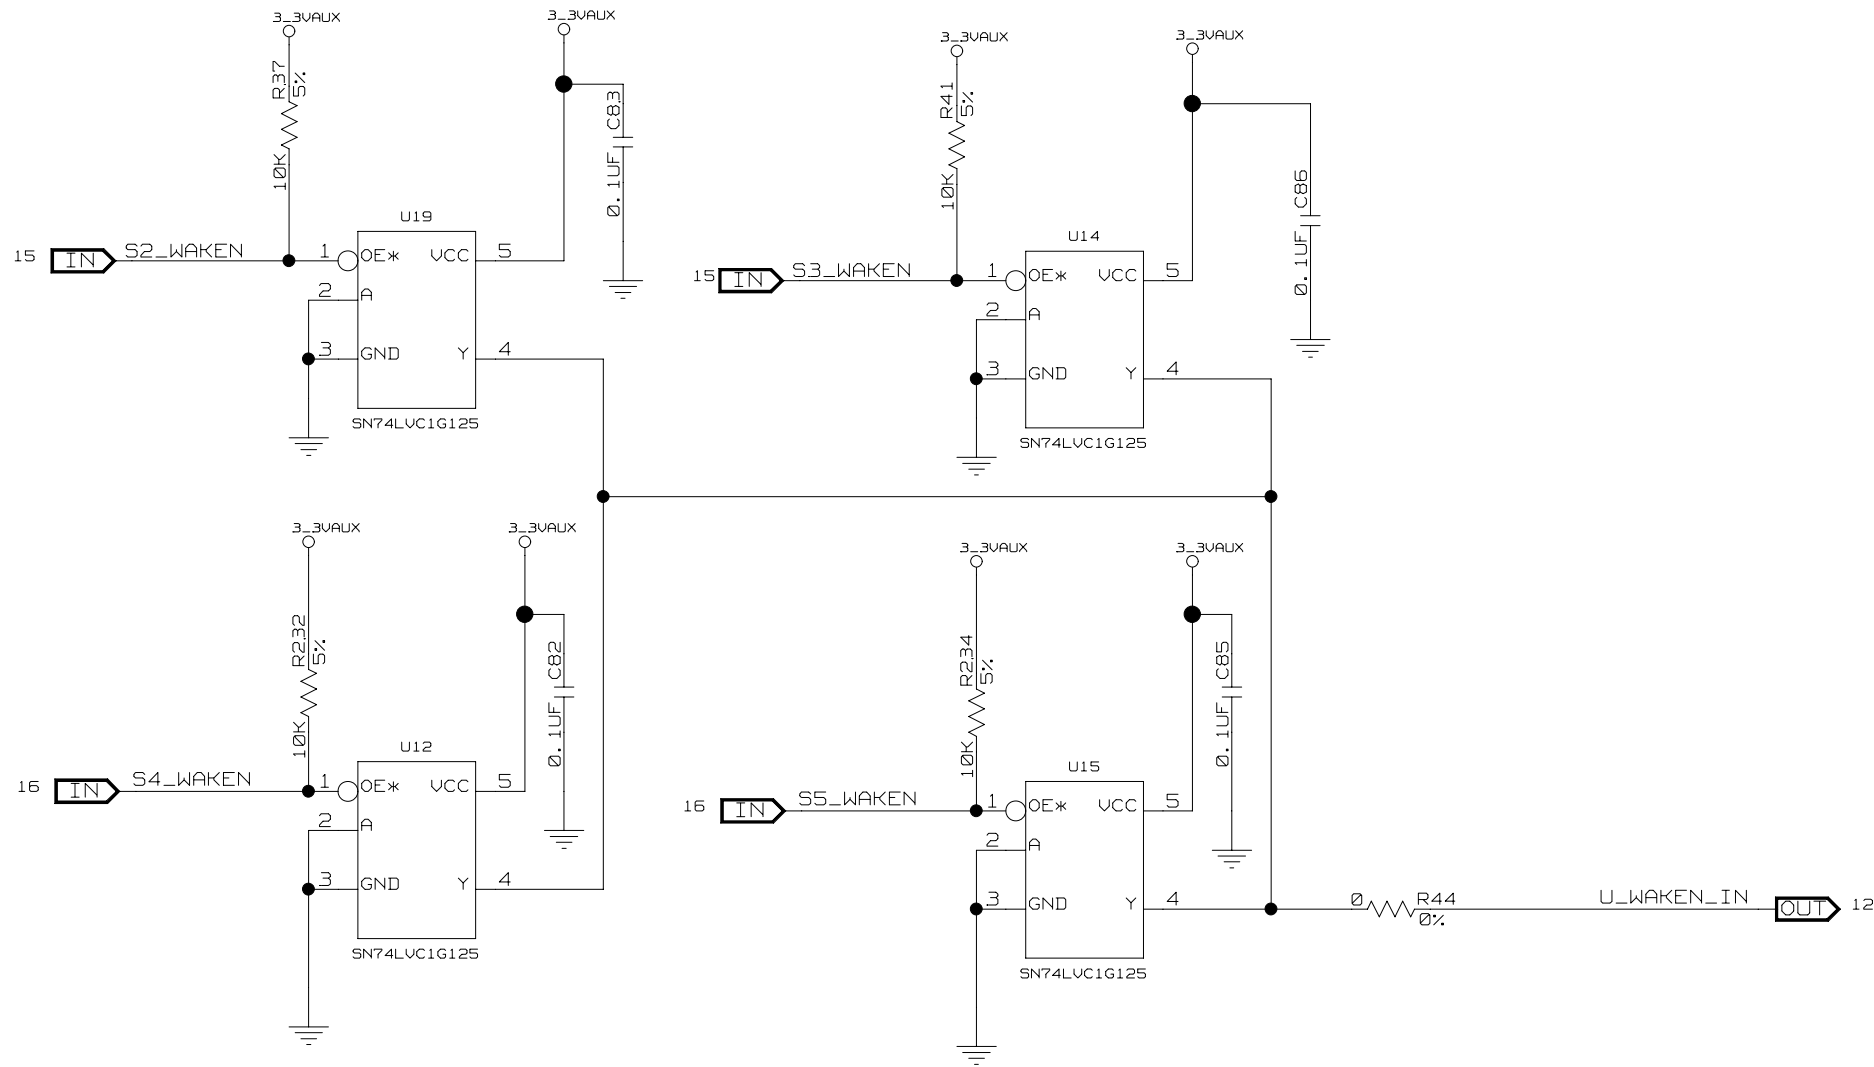 3_3VAUX
R37
5%
10K
3_3VAUX
C83
0.1UF
U19
15
IN
S2_WAKEN
1
OE*
VCC
5
2
A
3
GND
Y
4
SN74LVC1G125
3_3VAUX
R41
5%
10K
3_3VAUX
C86
0.1UF
U14
15
IN
S3_WAKEN
1
OE*
VCC
5
2
A
3
GND
Y
4
SN74LVC1G125
3_3VAUX
R232
5%
10K
3_3VAUX
C82
0.1UF
U12
16
IN
S4_WAKEN
1
OE*
VCC
5
2
A
3
GND
Y
4
SN74LVC1G125
3_3VAUX
R234
5%
10K
3_3VAUX
C85
0.1UF
U15
16
IN
S5_WAKEN
1
OE*
VCC
5
2
A
3
GND
Y
4
SN74LVC1G125
0
R44
0%
U_WAKEN_IN
OUT
12